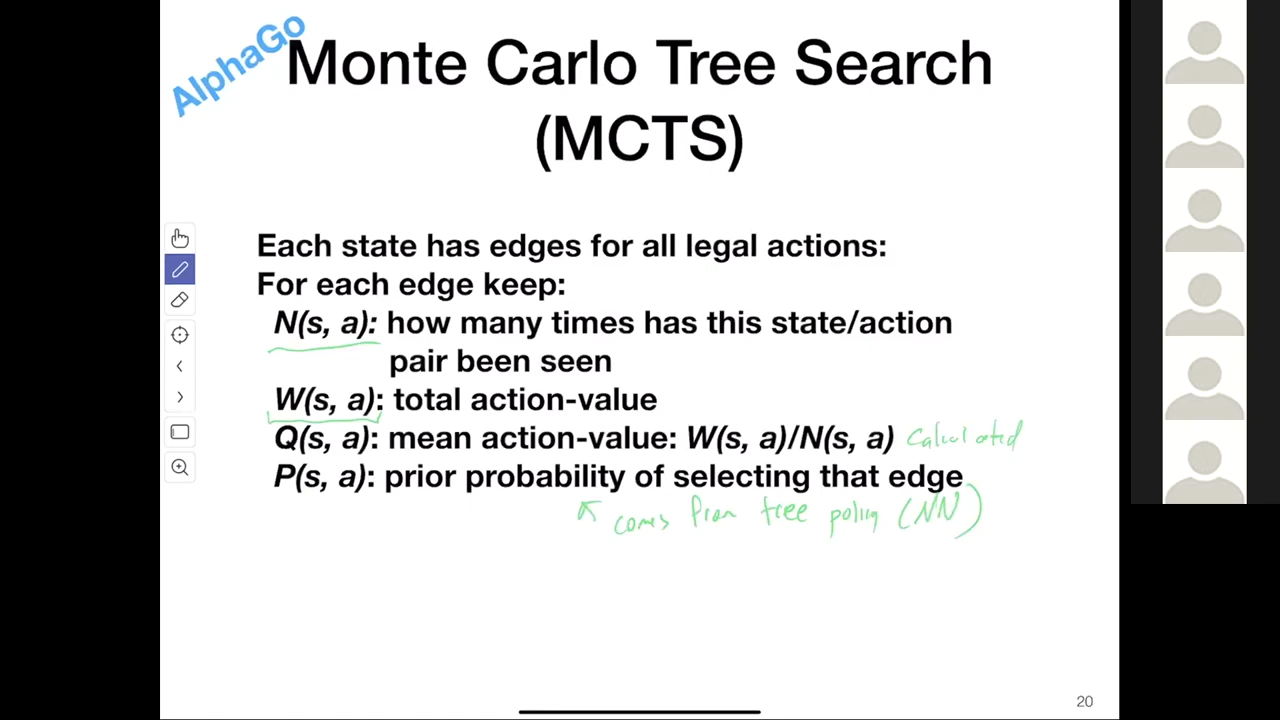 AlphaGo
Monte Carlo Tree Search
(MCTS)
Each state has edges for all legal actions:
For each edge keep:
N(s, a): how many times has this state/action
pair been seen
W(s, a): total action-value
Q(s, a): mean action-value: W(s, a)/N(s, a) Calculated
P(s, a): prior probability of selecting that edge
comes from tree policy (NN)
20